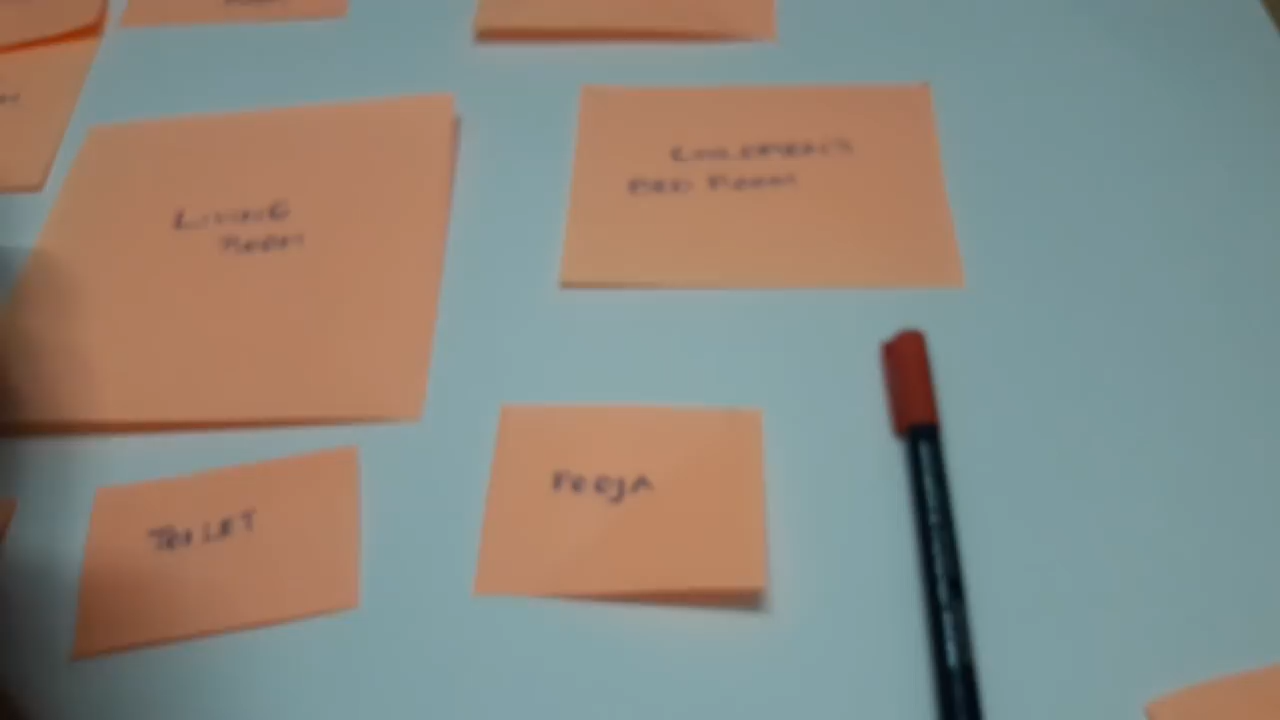 LIVING
ROOM
CHILDREN'S
BED ROOM
TOILET
POOJA